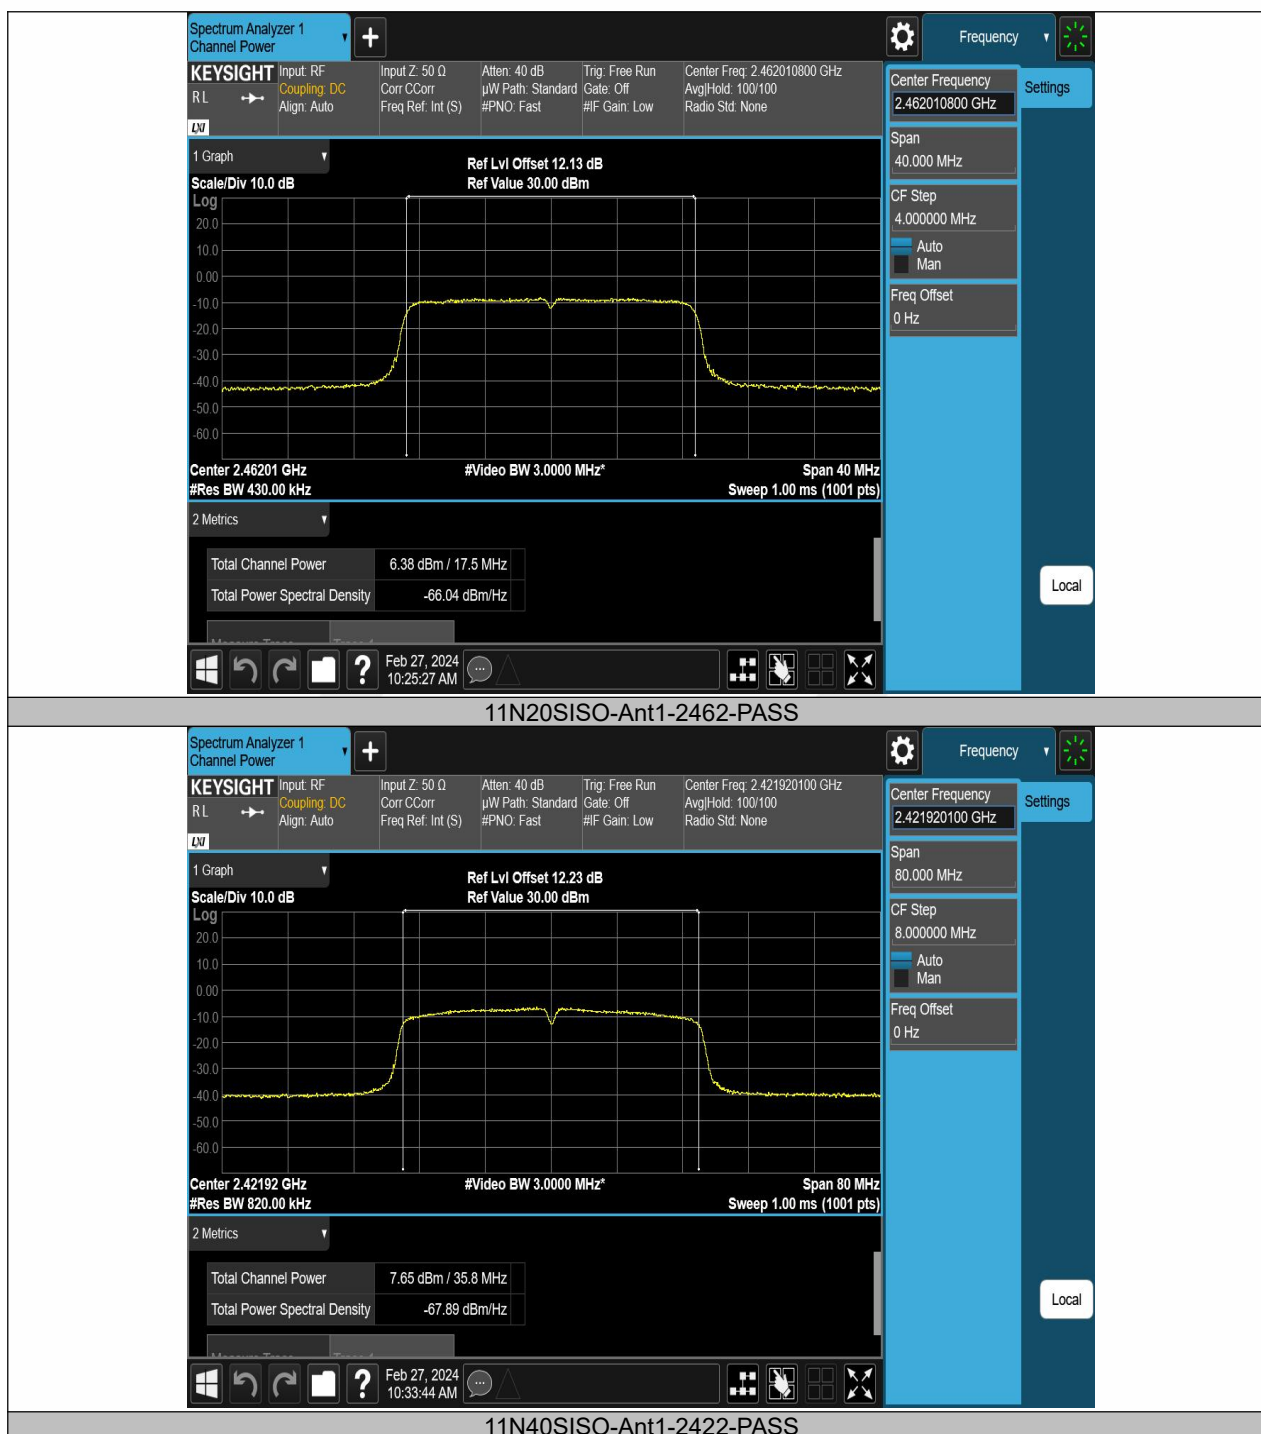 Spectrum Analyzer 1
Channel Power
+
Frequency
KEYSIGHT
R L
LXI
Input: RF
Coupling: DC
Align: Auto
Input Z: 50 Ω
Corr CCorr
Freq Ref: Int (S)
Atten: 40 dB
µW Path: Standard
#PNO: Fast
Trig: Free Run
Gate: Off
#IF Gain: Low
Center Freq: 2.462010800 GHz
Avg|Hold: 100/100
Radio Std: None
Center Frequency
2.462010800 GHz
Settings
Span
40.000 MHz
CF Step
4.000000 MHz
Auto
Man
Freq Offset
0 Hz
1 Graph
Ref Lvl Offset 12.13 dB
Scale/Div 10.0 dB
Ref Value 30.00 dBm
Log
20.0
10.0
0.00
-10.0
-20.0
-30.0
-40.0
-50.0
-60.0
Center 2.46201 GHz
#Video BW 3.0000 MHz*
Span 40 MHz
#Res BW 430.00 kHz
Sweep 1.00 ms (1001 pts)
2 Metrics
Total Channel Power 6.38 dBm / 17.5 MHz
Total Power Spectral Density -66.04 dBm/Hz
Local
?
Feb 27, 2024
10:25:27 AM
11N20SISO-Ant1-2462-PASS
Spectrum Analyzer 1
Channel Power
+
Frequency
KEYSIGHT
R L
LXI
Input: RF
Coupling: DC
Align: Auto
Input Z: 50 Ω
Corr CCorr
Freq Ref: Int (S)
Atten: 40 dB
µW Path: Standard
#PNO: Fast
Trig: Free Run
Gate: Off
#IF Gain: Low
Center Freq: 2.421920100 GHz
Avg|Hold: 100/100
Radio Std: None
Center Frequency
2.421920100 GHz
Settings
Span
80.000 MHz
CF Step
8.000000 MHz
Auto
Man
Freq Offset
0 Hz
1 Graph
Ref Lvl Offset 12.23 dB
Scale/Div 10.0 dB
Ref Value 30.00 dBm
Log
20.0
10.0
0.00
-10.0
-20.0
-30.0
-40.0
-50.0
-60.0
Center 2.42192 GHz
#Video BW 3.0000 MHz*
Span 80 MHz
#Res BW 820.00 kHz
Sweep 1.00 ms (1001 pts)
2 Metrics
Total Channel Power 7.65 dBm / 35.8 MHz
Total Power Spectral Density -67.89 dBm/Hz
Local
?
Feb 27, 2024
10:33:44 AM
11N40SISO-Ant1-2422-PASS